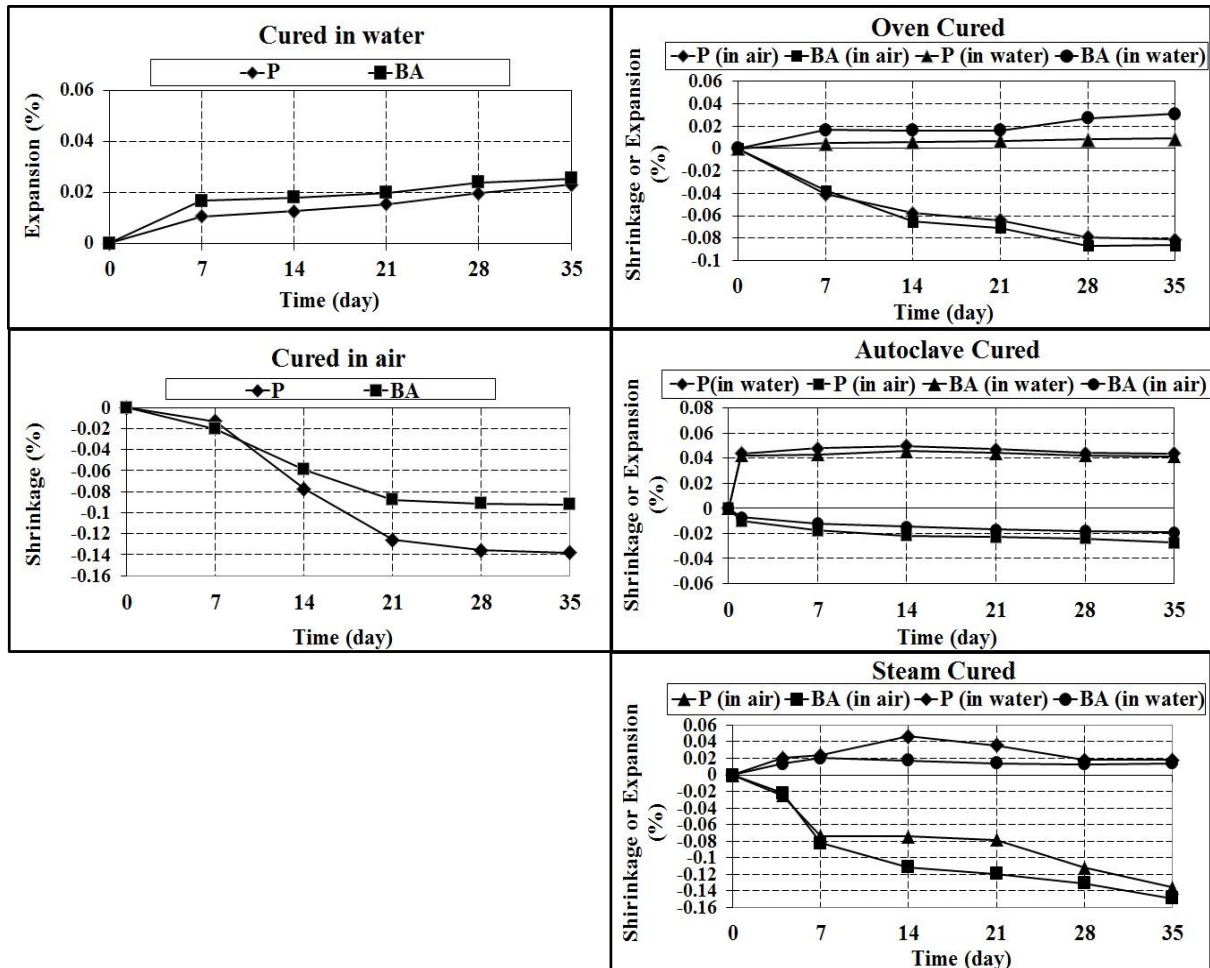 Cured in water
P BA
Expansion (%)
0.06
0.04
0.02
0
0 7 14 21 28 35
Time (day)
Oven Cured
P (in air) BA (in air) P (in water) BA (in water)
Shrinkage or Expansion
(%)
0.06
0.04
0.02
0
-0.02
-0.04
-0.06
-0.08
-0.1
0 7 14 21 28 35
Time (day)
Cured in air
P BA
Shrinkage (%)
0
-0.02
-0.04
-0.06
-0.08
-0.1
-0.12
-0.14
-0.16
0 7 14 21 28 35
Time (day)
Autoclave Cured
P(in water) P (in air) BA (in water) BA (in air)
Shrinkage or Expansion
(%)
0.08
0.06
0.04
0.02
0
-0.02
-0.04
-0.06
0 7 14 21 28 35
Time (day)
Steam Cured
P (in air) BA (in air) P (in water) BA (in water)
Shirinkage or Expansion
(%)
0.06
0.04
0.02
0
-0.02
-0.04
-0.06
-0.08
-0.1
-0.12
-0.14
-0.16
0 7 14 21 28 35
Time (day)